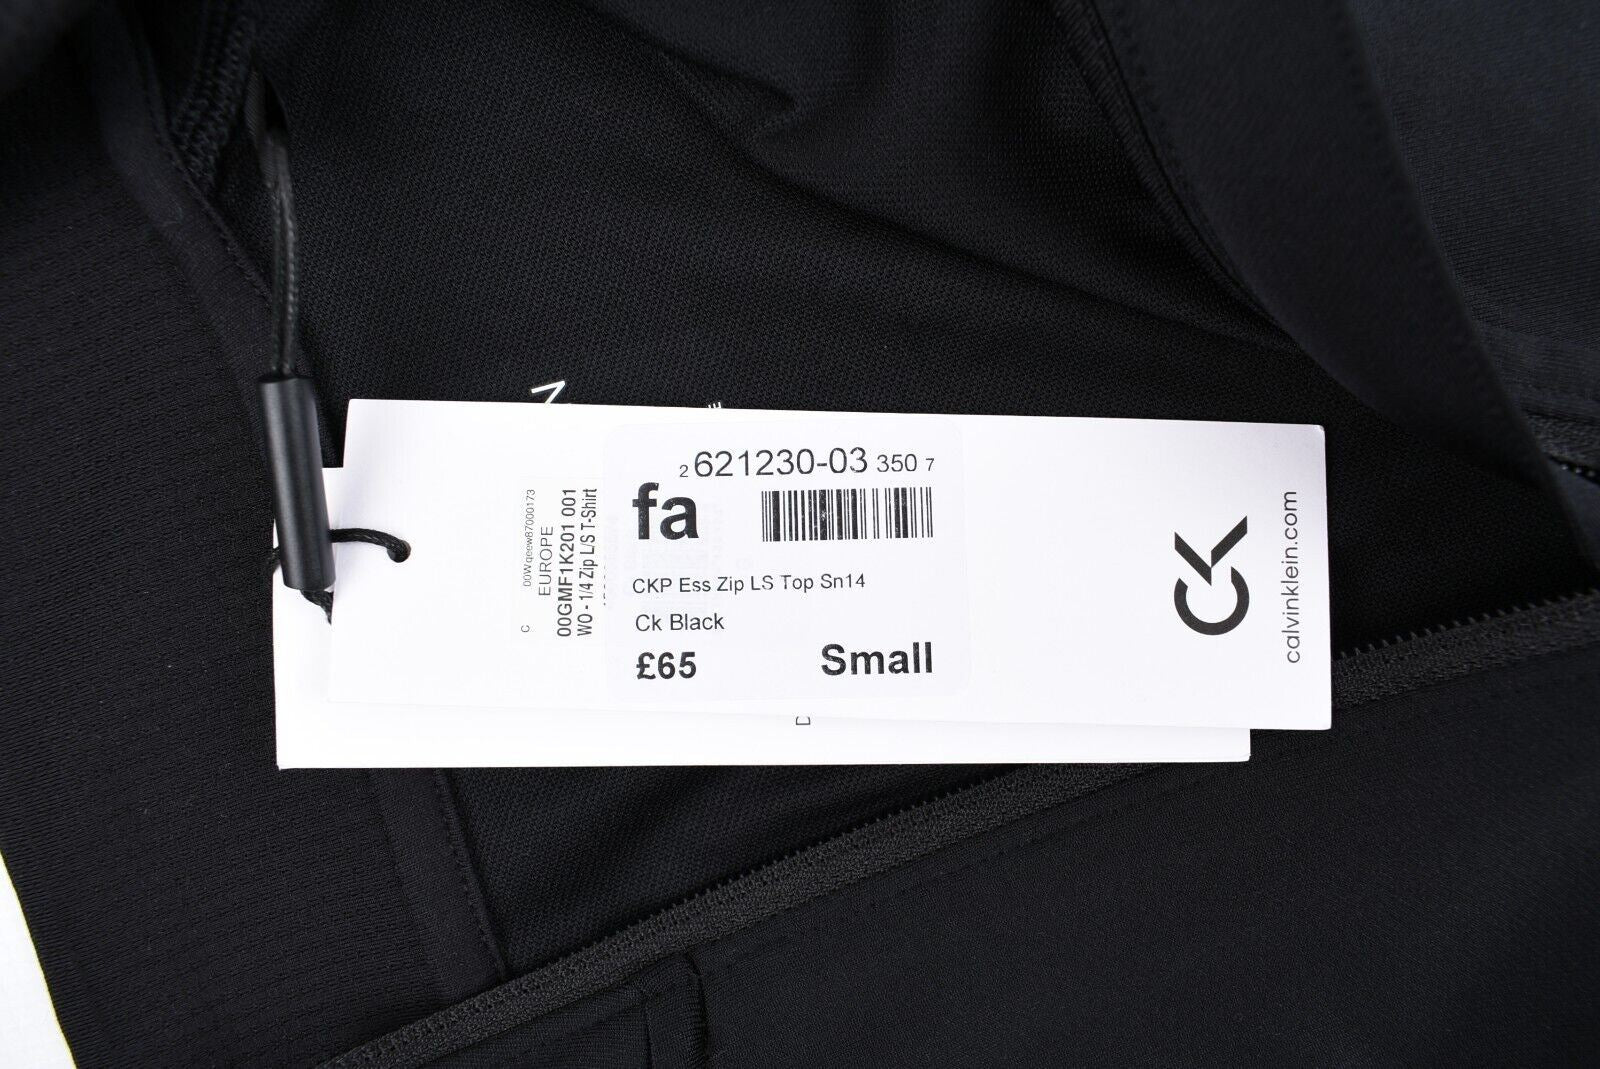 2 621230-03 350 7
fa
CKP Ess Zip LS Top Sn14
Ck Black
£65 Small
C 00Wqeew87000173
EUROPE
00GMF1K201 001
WO - 1/4 Zip L/S T-Shirt
CK
calvinklein.com